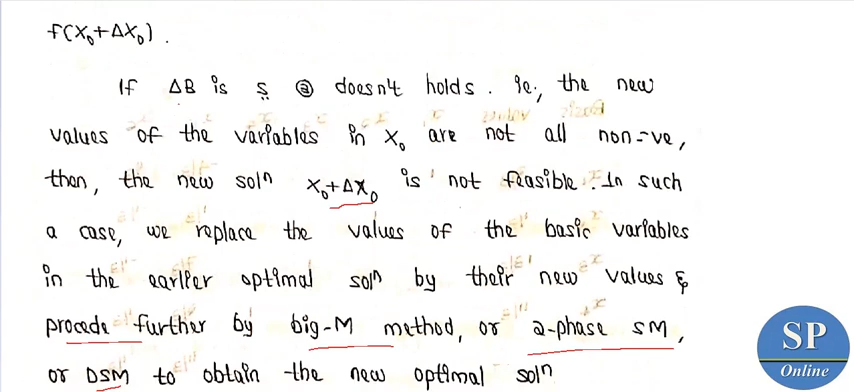 f(X₀+ΔX₀).
If ΔB is s.t. ⓐ doesn't holds. ie., the new
values of the variables in X₀ are not all non-ve,
then, the new solⁿ X₀+ΔX₀ is not feasible. In such
a case, we replace the values of the basic variables
in the earlier optimal solⁿ by their new values &
procede further by big-M method, or 2-phase SM,
or DSM to obtain the new optimal solⁿ
SP
Online